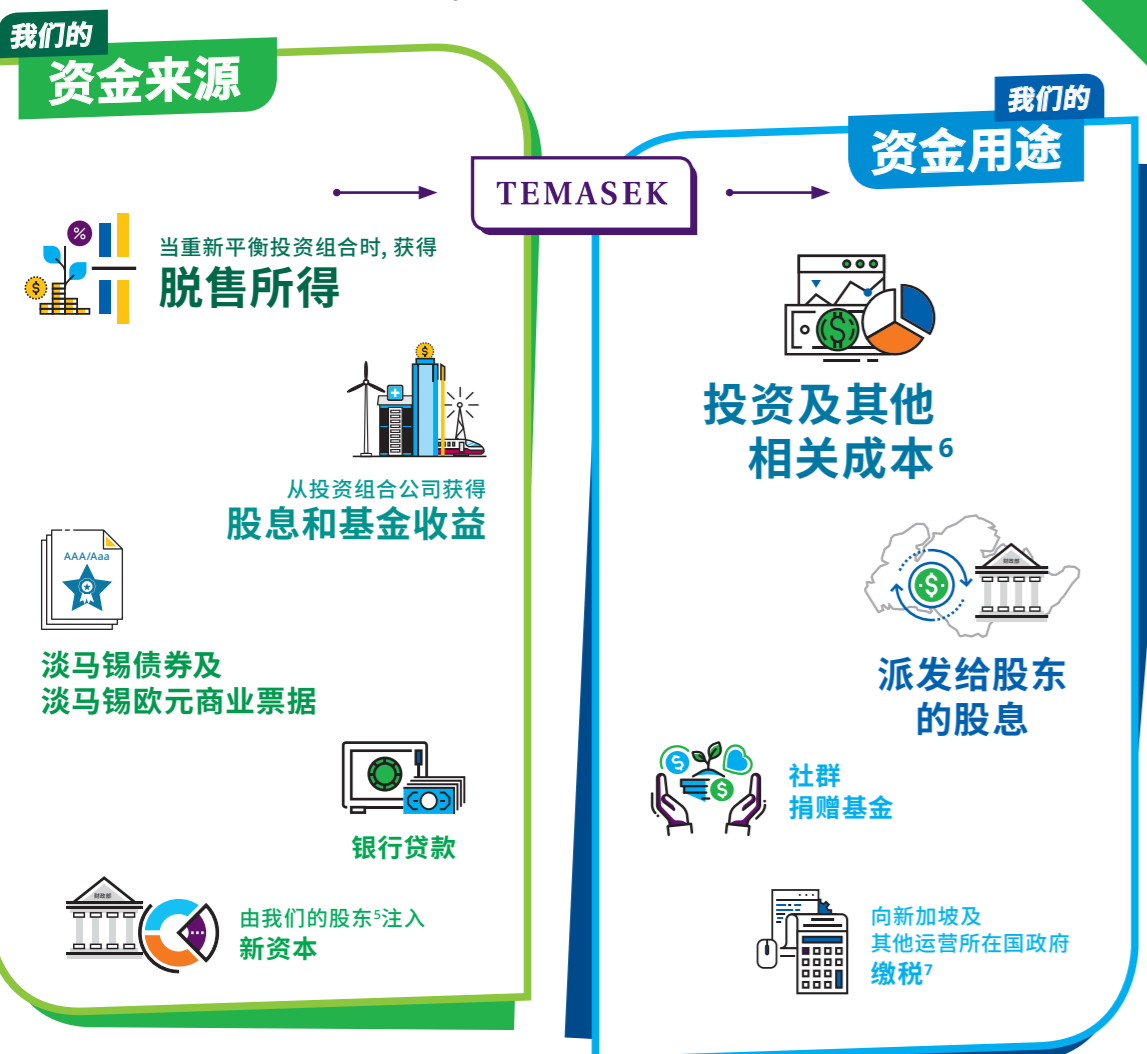 我们的
资金来源
TEMASEK
%
$
当重新平衡投资组合时, 获得
脱售所得
$
从投资组合公司获得
股息和基金收益
AAA/Aaa
淡马锡债券及
淡马锡欧元商业票据
银行贷款
财政部
由我们的股东5注入
新资本
我们的
资金用途
$
投资及其他
相关成本6
$
财政部
派发给股东
的股息
$
$
社群
捐赠基金
向新加坡及
其他运营所在国政府
缴税7